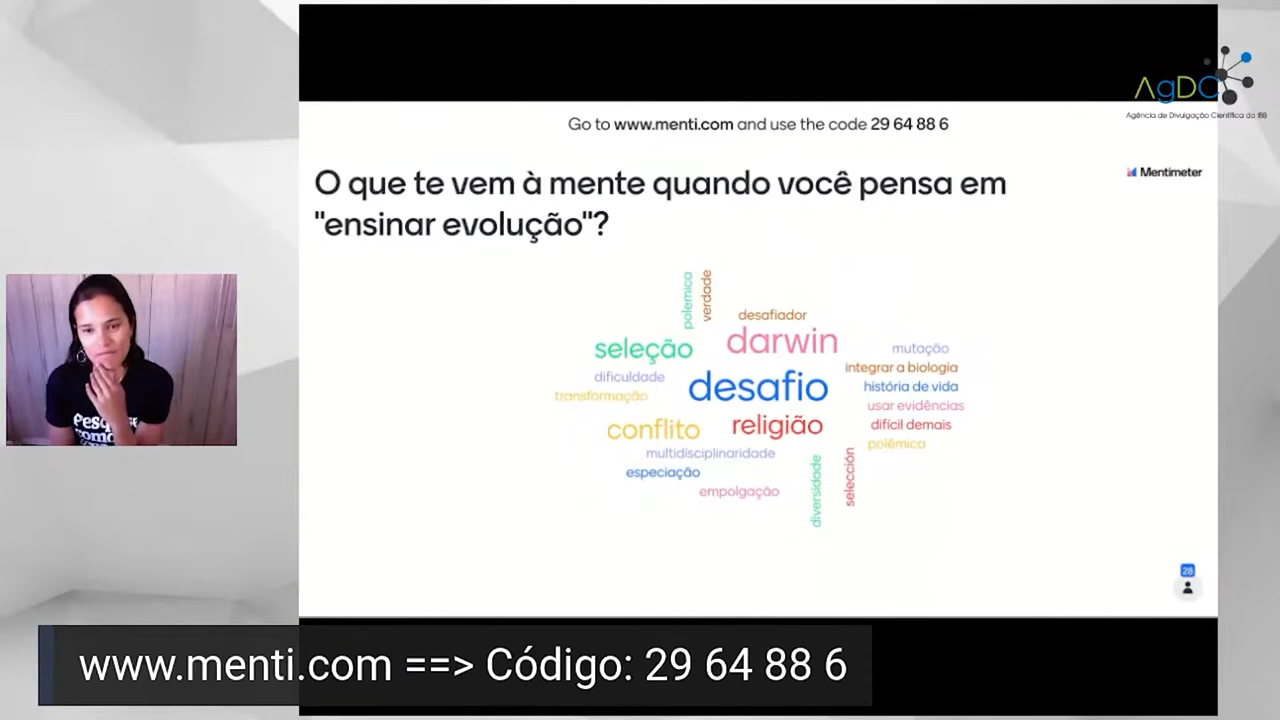 AgDC
Agência de Divulgação Científica do IBB
Go to www.menti.com and use the code 29 64 88 6
Mentimeter
O que te vem à mente quando você pensa em
"ensinar evolução"?
polemica
verdade
desafiador
darwin
seleção
mutação
integrar a biologia
dificuldade
desafio
história de vida
transformação
usar evidências
conflito
religião
difícil demais
polêmica
multidisciplinaridade
especiação
diversidade
selección
empolgação
28
www.menti.com ==> Código: 29 64 88 6